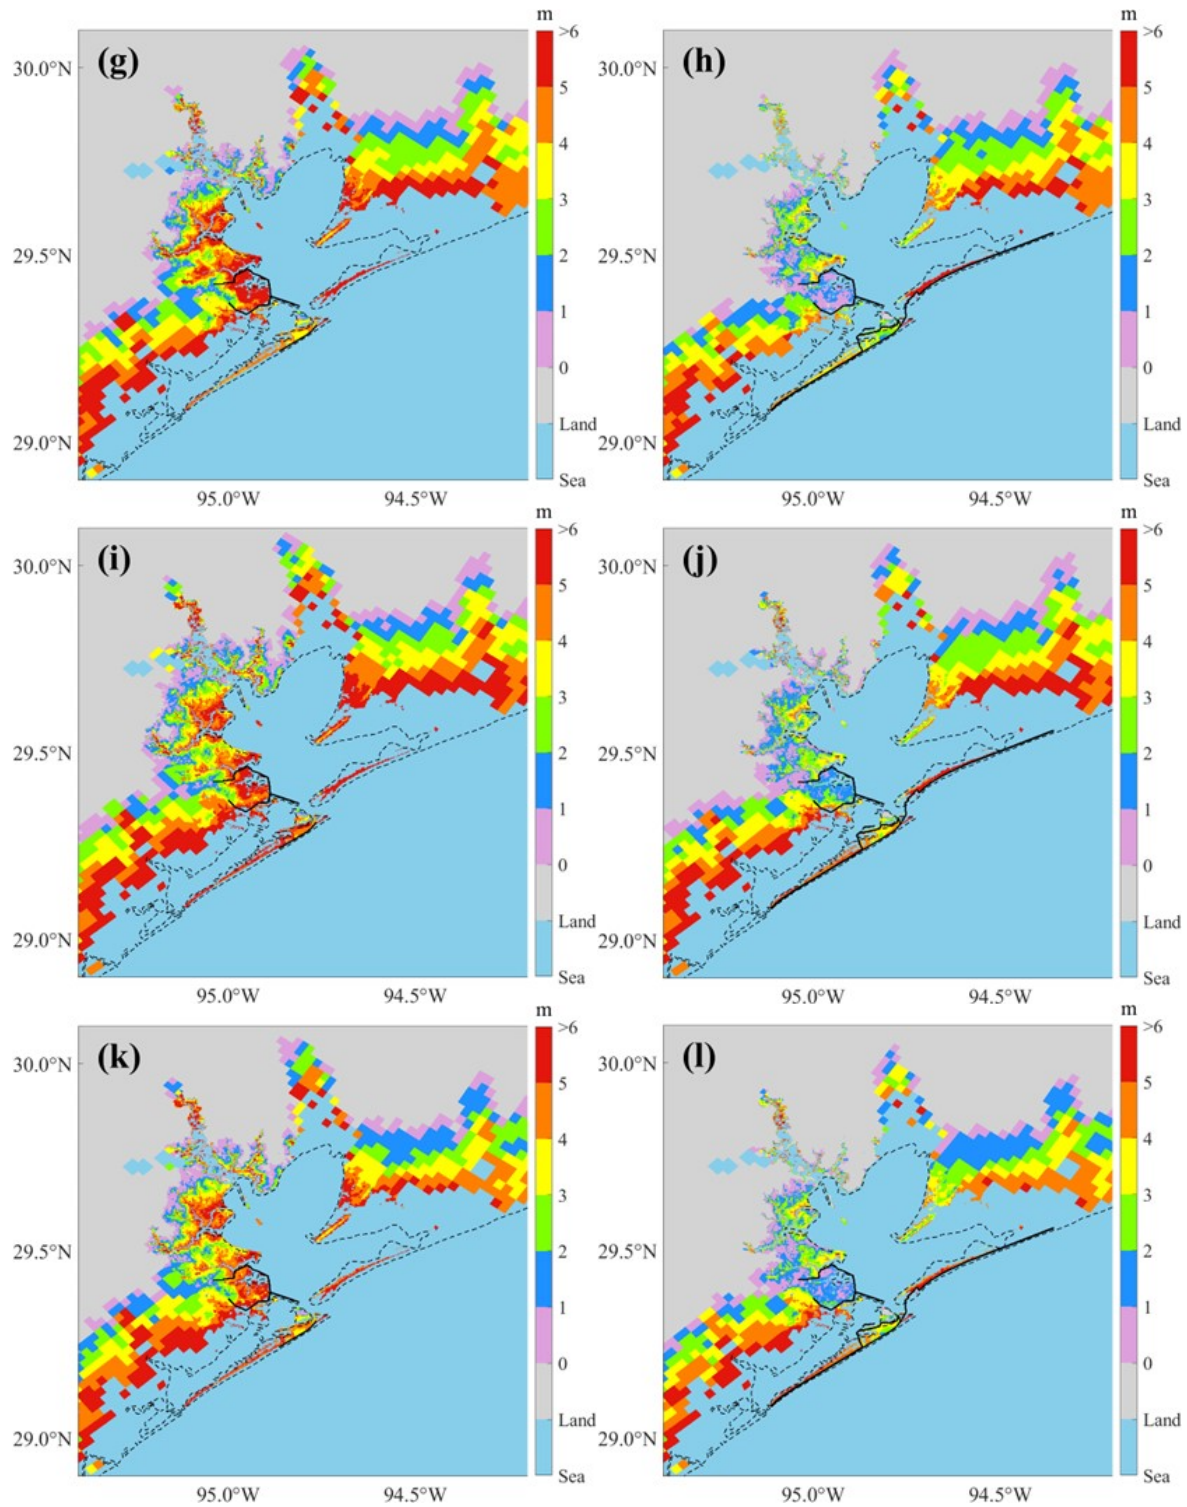 m
m
(g)
(h)
30.0°N
29.5°N
29.0°N
95.0°W
94.5°W
>6
5
4
3
2
1
0
Land
Sea
30.0°N
29.5°N
29.0°N
95.0°W
94.5°W
>6
5
4
3
2
1
0
Land
Sea
m
m
(i)
(j)
30.0°N
29.5°N
29.0°N
95.0°W
94.5°W
>6
5
4
3
2
1
0
Land
Sea
30.0°N
29.5°N
29.0°N
95.0°W
94.5°W
>6
5
4
3
2
1
0
Land
Sea
m
m
(k)
(l)
30.0°N
29.5°N
29.0°N
95.0°W
94.5°W
>6
5
4
3
2
1
0
Land
Sea
30.0°N
29.5°N
29.0°N
95.0°W
94.5°W
>6
5
4
3
2
1
0
Land
Sea